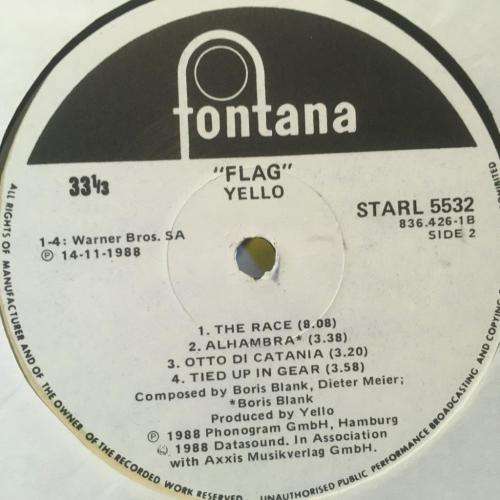 fontana
33⅓
"FLAG"
YELLO
STARL 5532
836.426-1B
SIDE 2
1-4: Warner Bros. SA
℗ 14-11-1988
1. THE RACE (8.08)
2. ALHAMBRA* (3.38)
3. OTTO DI CATANIA (3.20)
4. TIED UP IN GEAR (3.58)
Composed by Boris Blank, Dieter Meier;
*Boris Blank
Produced by Yello
℗ 1988 Phonogram GmbH, Hamburg
© 1988 Datasound. In Association
with Axxis Musikverlag GmbH.
ALL RIGHTS OF MANUFACTURER AND OF THE OWNER OF THE RECORDED WORK RESERVED
UNAUTHORISED PUBLIC PERFORMANCE BROADCASTING AND COPYING